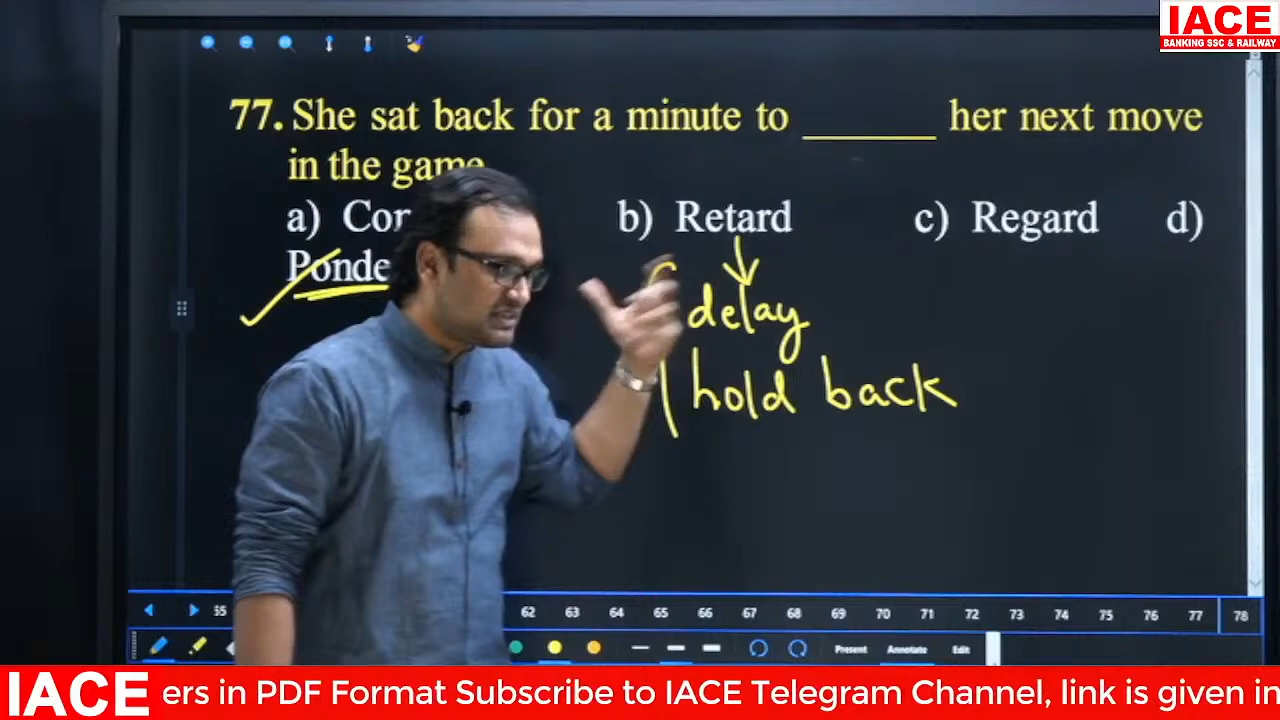 IACE
BANKING SSC & RAILWAY
77. She sat back for a minute to ______ her next move
in the game
a) b) Retard c) Regard d)
delay
hold back
62 63 64 65 66 67 68 69 70 71 72 73 74 75 76 77 78
Present Annotate Edit
IACE ers in PDF Format Subscribe to IACE Telegram Channel, link is given in